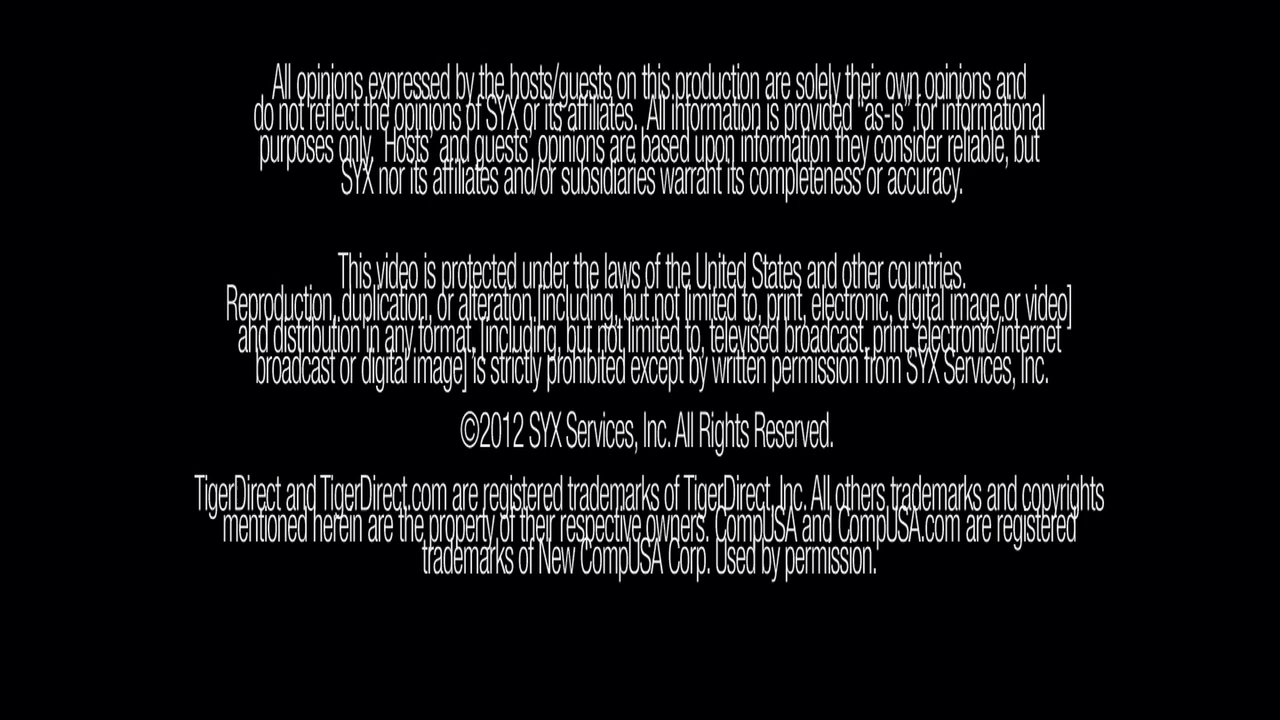 All opinions expressed by the hosts/guests on this production are solely their own opinions and
do not reflect the opinions of SYX or its affiliates.  All information is provided "as-is" for informational
purposes only.  Hosts' and guests' opinions are based upon information they consider reliable, but
SYX nor its affiliates and/or subsidiaries warrant its completeness or accuracy.
This video is protected under the laws of the United States and other countries.
Reproduction, duplication, or alteration [including, but not limited to, print, electronic, digital image or video]
and distribution in any format, [including, but not limited to, televised broadcast, print, electronic/internet
broadcast or digital image] is strictly prohibited except by written permission from SYX Services, Inc.
©2012 SYX Services, Inc. All Rights Reserved.
TigerDirect and TigerDirect.com are registered trademarks of TigerDirect, Inc. All others trademarks and copyrights
mentioned herein are the property of their respective owners. CompUSA and CompUSA.com are registered
trademarks of New CompUSA Corp. Used by permission.